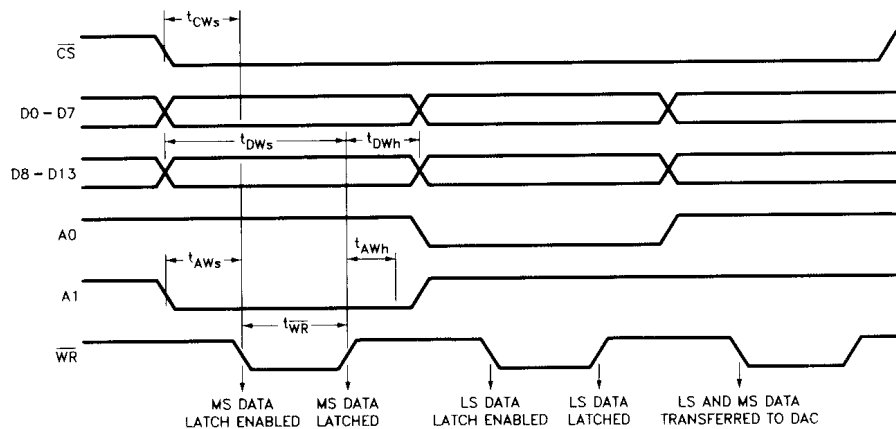 tCWs
CS
D0 – D7
tDWs
tDWh
D8 – D13
A0
tAWs
tAWh
A1
tWR
WR
MS DATA
LATCH ENABLED
MS DATA
LATCHED
LS DATA
LATCH ENABLED
LS DATA
LATCHED
LS AND MS DATA
TRANSFERRED TO DAC